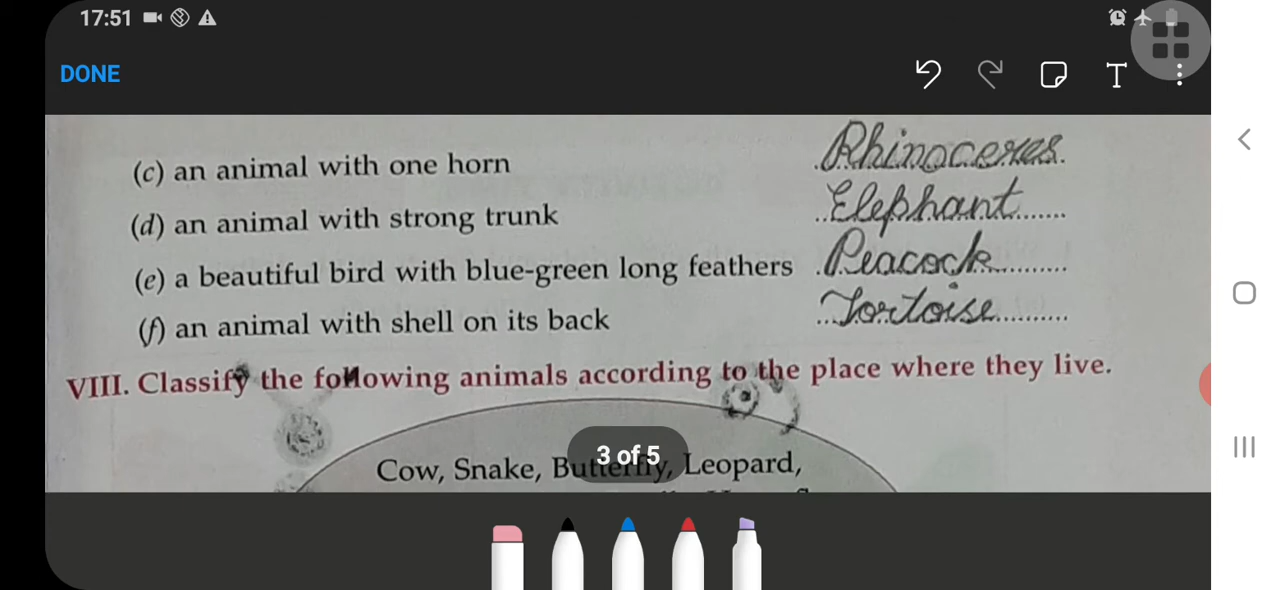 17:51
DONE
T
(c) an animal with one horn Rhinoceres.
(d) an animal with strong trunk Elephant
(e) a beautiful bird with blue-green long feathers Peacock
(f) an animal with shell on its back Tortoise
VIII. Classify the following animals according to the place where they live.
3 of 5
Cow, Snake, Butterfly, Leopard,